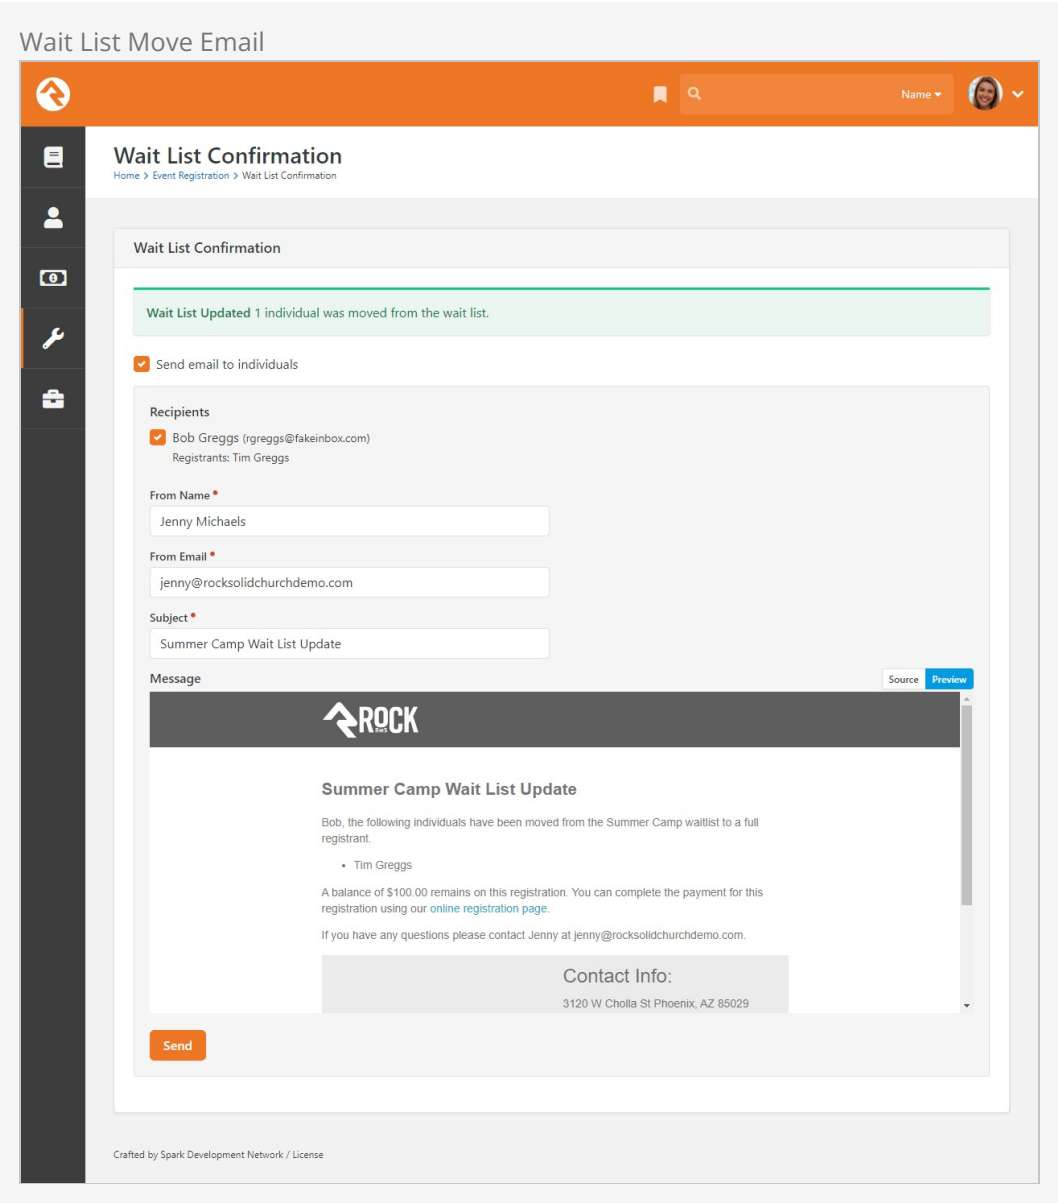 Wait List Move Email
Name
Wait List Confirmation
Home > Event Registration > Wait List Confirmation
Wait List Confirmation
Wait List Updated 1 individual was moved from the wait list.
Send email to individuals
Recipients
Bob Greggs (rgreggs@fakeinbox.com)
Registrants: Tim Greggs
From Name
Jenny Michaels
From Email
jenny@rocksolidchurchdemo.com
Subject
Summer Camp Wait List Update
Message
Source Preview
ROCK
RMS
Summer Camp Wait List Update
Bob, the following individuals have been moved from the Summer Camp waitlist to a full
registrant.
• Tim Greggs
A balance of $100.00 remains on this registration. You can complete the payment for this
registration using our online registration page.
If you have any questions please contact Jenny at jenny@rocksolidchurchdemo.com.
Contact Info:
3120 W Cholla St Phoenix, AZ 85029
Send
Crafted by Spark Development Network / License